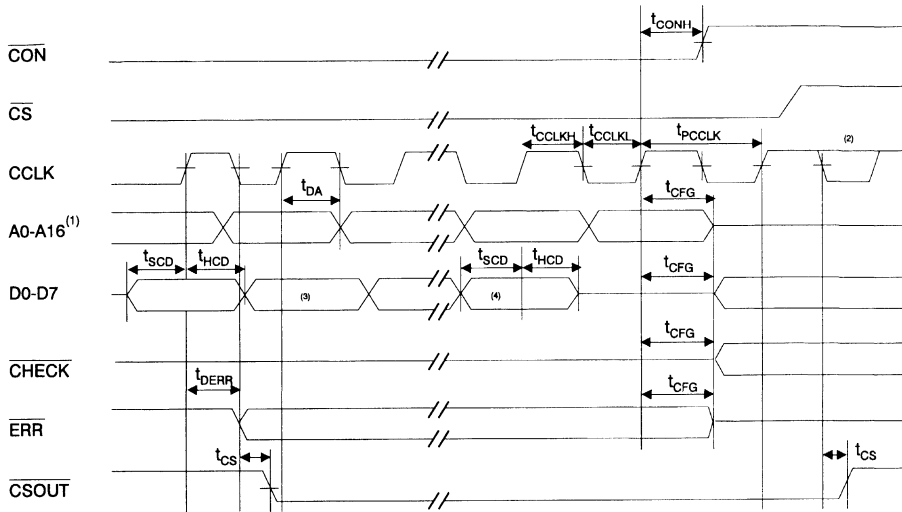 tCONH
CON
CS
tCCLKH tCCLKL tPCCLK
(2)
CCLK
tDA tCFG
A0-A16(1)
tSCD tHCD tSCD tHCD tCFG
D0-D7 (3) (4)
tCFG
CHECK
tDERR tCFG
ERR
tCS tCS
CSOUT